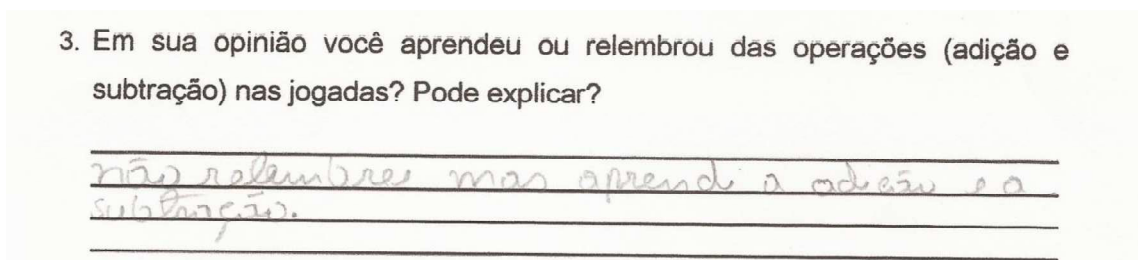 3. Em sua opinião você aprendeu ou relembrou das operações (adição e
subtração) nas jogadas? Pode explicar?
não relembrei mas aprendi a adição e a
subtração.